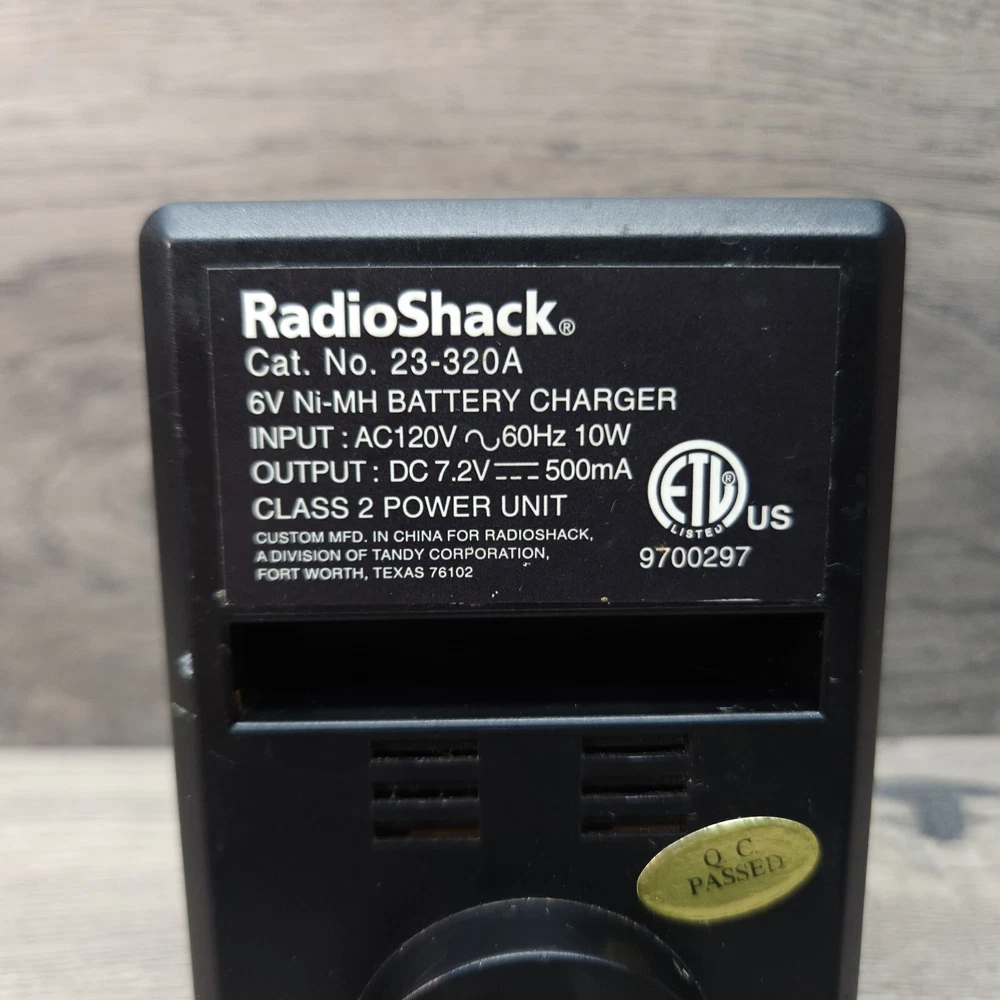 RadioShack®
Cat. No. 23-320A
6V Ni-MH BATTERY CHARGER
INPUT : AC120V ∿60Hz 10W
OUTPUT : DC 7.2V⎓500mA
CLASS 2 POWER UNIT
CUSTOM MFD. IN CHINA FOR RADIOSHACK,
A DIVISION OF TANDY CORPORATION,
FORT WORTH, TEXAS 76102
ETL®
LISTED
US
9700297
Q. C.
PASSED